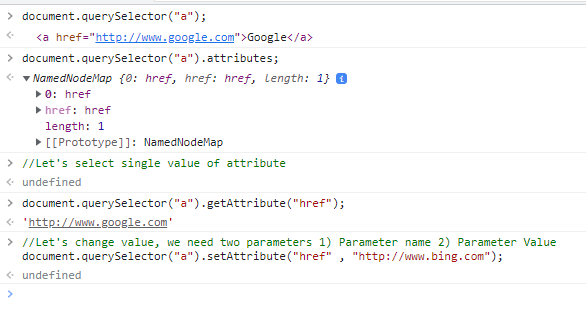 document.querySelector("a");
<a href="http://www.google.com">Google</a>
document.querySelector("a").attributes;
NamedNodeMap {0: href, href: href, length: 1} i
0: href
href: href
length: 1
[[Prototype]]: NamedNodeMap
//Let's select single value of attribute
undefined
document.querySelector("a").getAttribute("href");
'http://www.google.com'
//Let's change value, we need two parameters 1) Parameter name 2) Parameter Value
document.querySelector("a").setAttribute("href" , "http://www.bing.com");
undefined